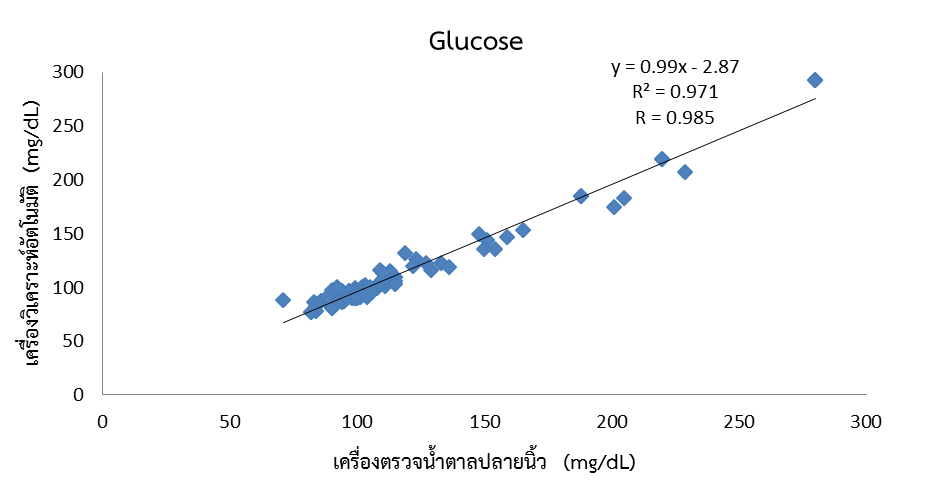 Glucose
y = 0.99x - 2.87
R² = 0.971
R = 0.985
300
250
200
150
100
50
0
เครื่องวิเคราะห์อัตโนมัติ (mg/dL)
0 50 100 150 200 250 300
เครื่องตรวจน้ำตาลปลายนิ้ว (mg/dL)